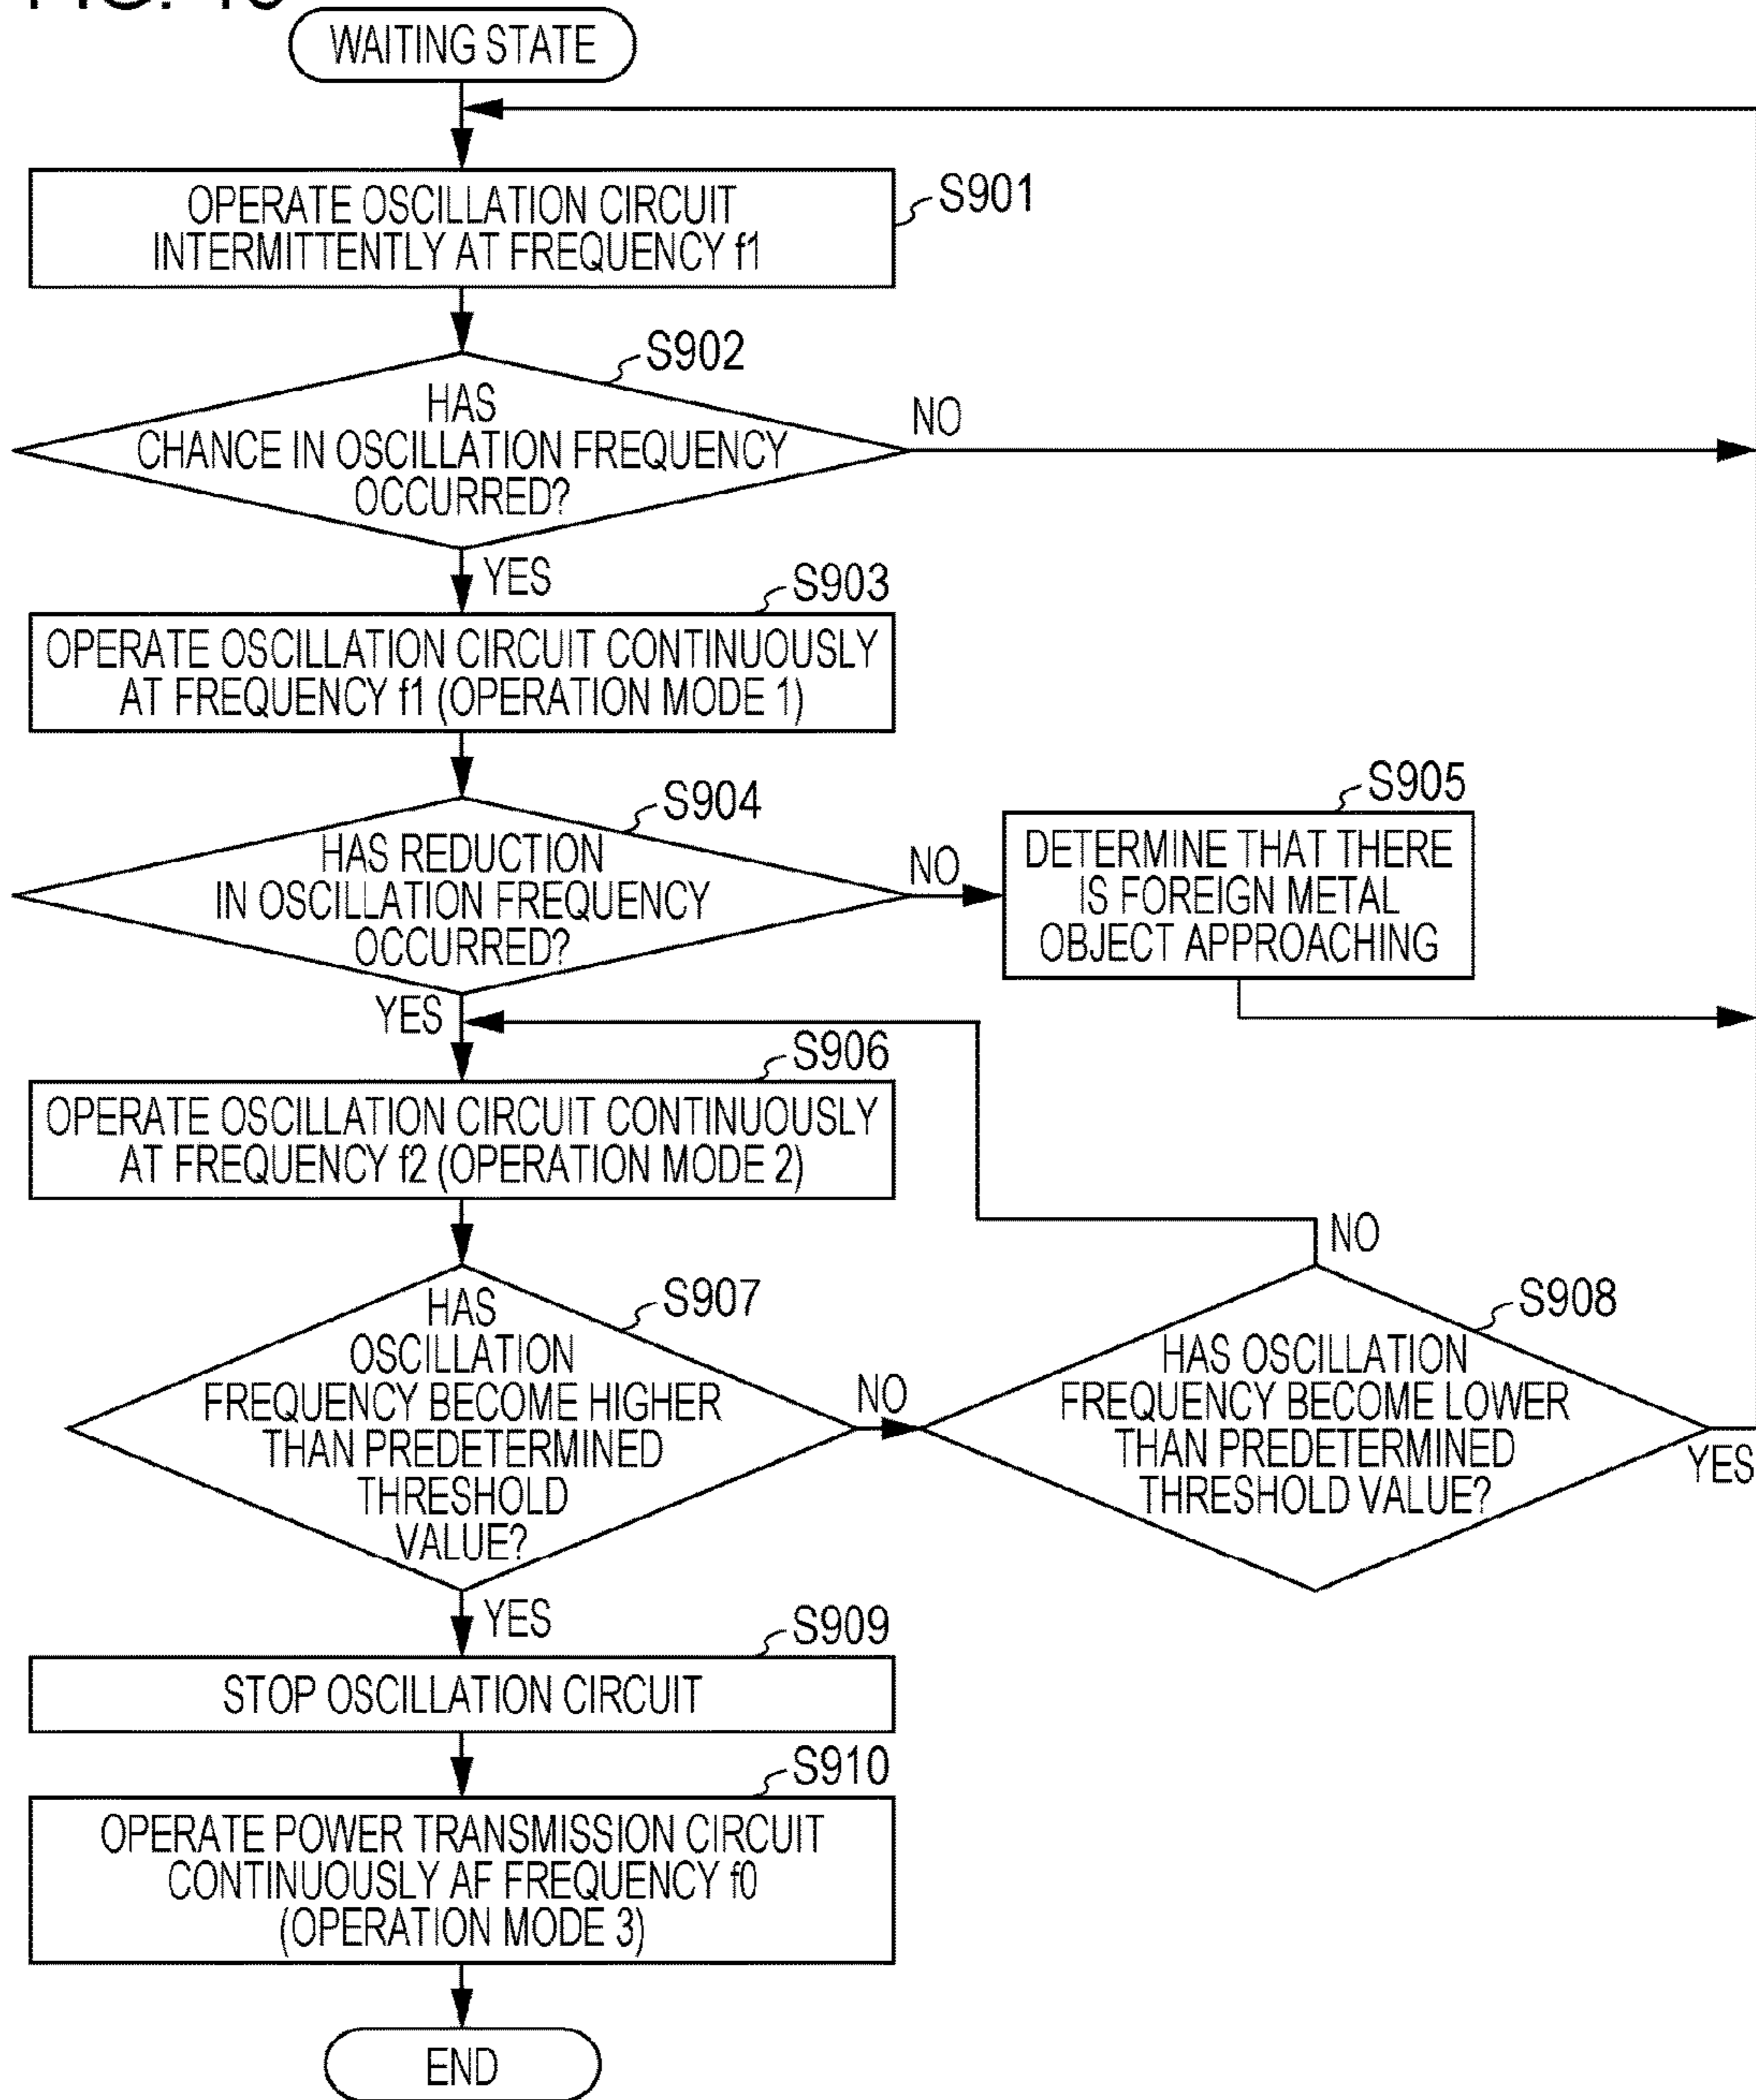 WAITING STATE
OPERATE OSCILLATION CIRCUIT
INTERMITTENTLY AT FREQUENCY f1
S901
S902
HAS
CHANCE IN OSCILLATION FREQUENCY
OCCURRED?
NO
YES
S903
OPERATE OSCILLATION CIRCUIT CONTINUOUSLY
AT FREQUENCY f1 (OPERATION MODE 1)
S904
HAS REDUCTION
IN OSCILLATION FREQUENCY
OCCURRED?
NO
S905
DETERMINE THAT THERE
IS FOREIGN METAL
OBJECT APPROACHING
YES
S906
OPERATE OSCILLATION CIRCUIT CONTINUOUSLY
AT FREQUENCY f2 (OPERATION MODE 2)
S907
HAS
OSCILLATION
FREQUENCY BECOME HIGHER
THAN PREDETERMINED
THRESHOLD
VALUE?
NO
NO
S908
HAS OSCILLATION
FREQUENCY BECOME LOWER
THAN PREDETERMINED
THRESHOLD VALUE?
YES
YES
S909
STOP OSCILLATION CIRCUIT
S910
OPERATE POWER TRANSMISSION CIRCUIT
CONTINUOUSLY AF FREQUENCY f0
(OPERATION MODE 3)
END